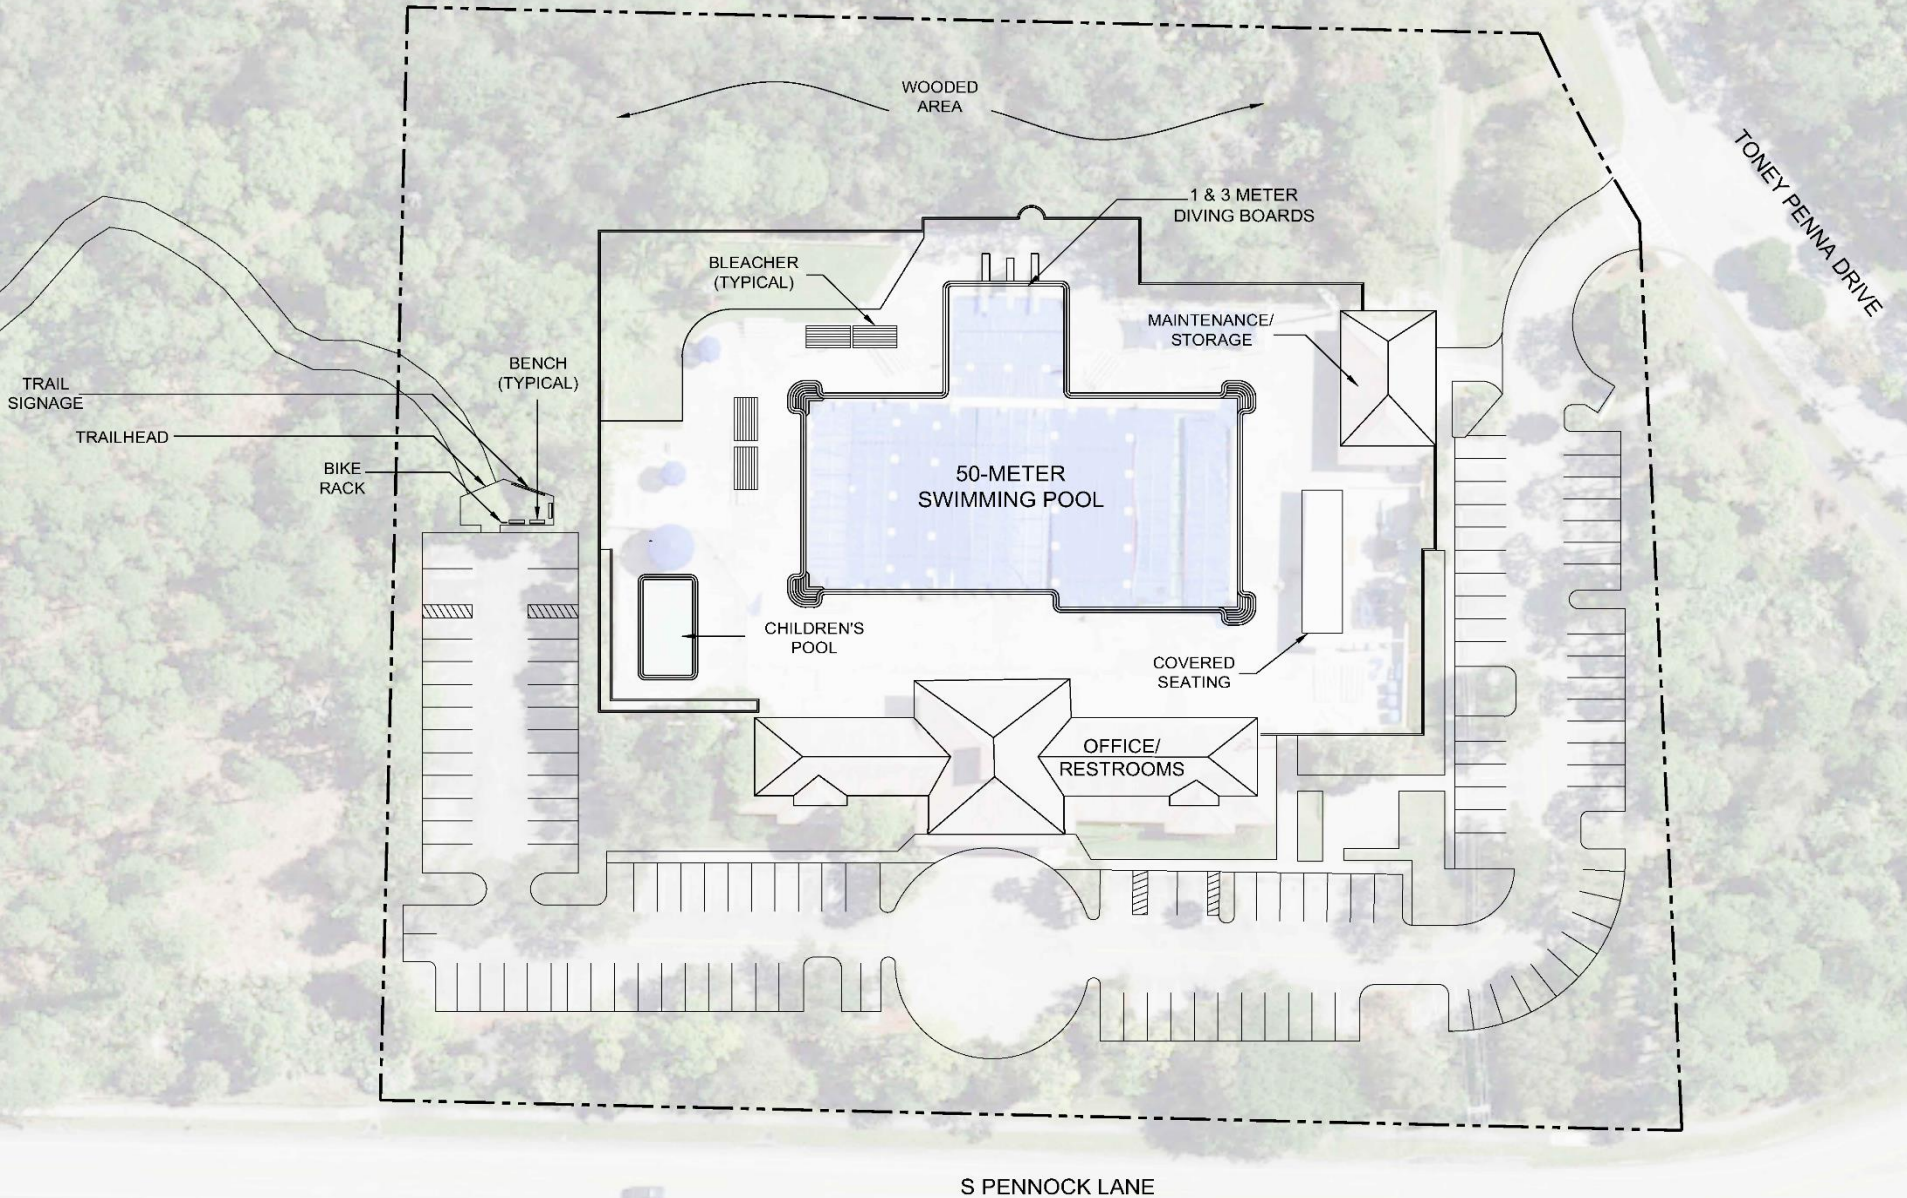 WOODED
AREA
1 & 3 METER
DIVING BOARDS
TONEY PENNA DRIVE
BLEACHER
(TYPICAL)
MAINTENANCE/
STORAGE
BENCH
(TYPICAL)
TRAIL
SIGNAGE
TRAILHEAD
BIKE
RACK
50-METER
SWIMMING POOL
CHILDREN'S
POOL
COVERED
SEATING
OFFICE/
RESTROOMS
S PENNOCK LANE